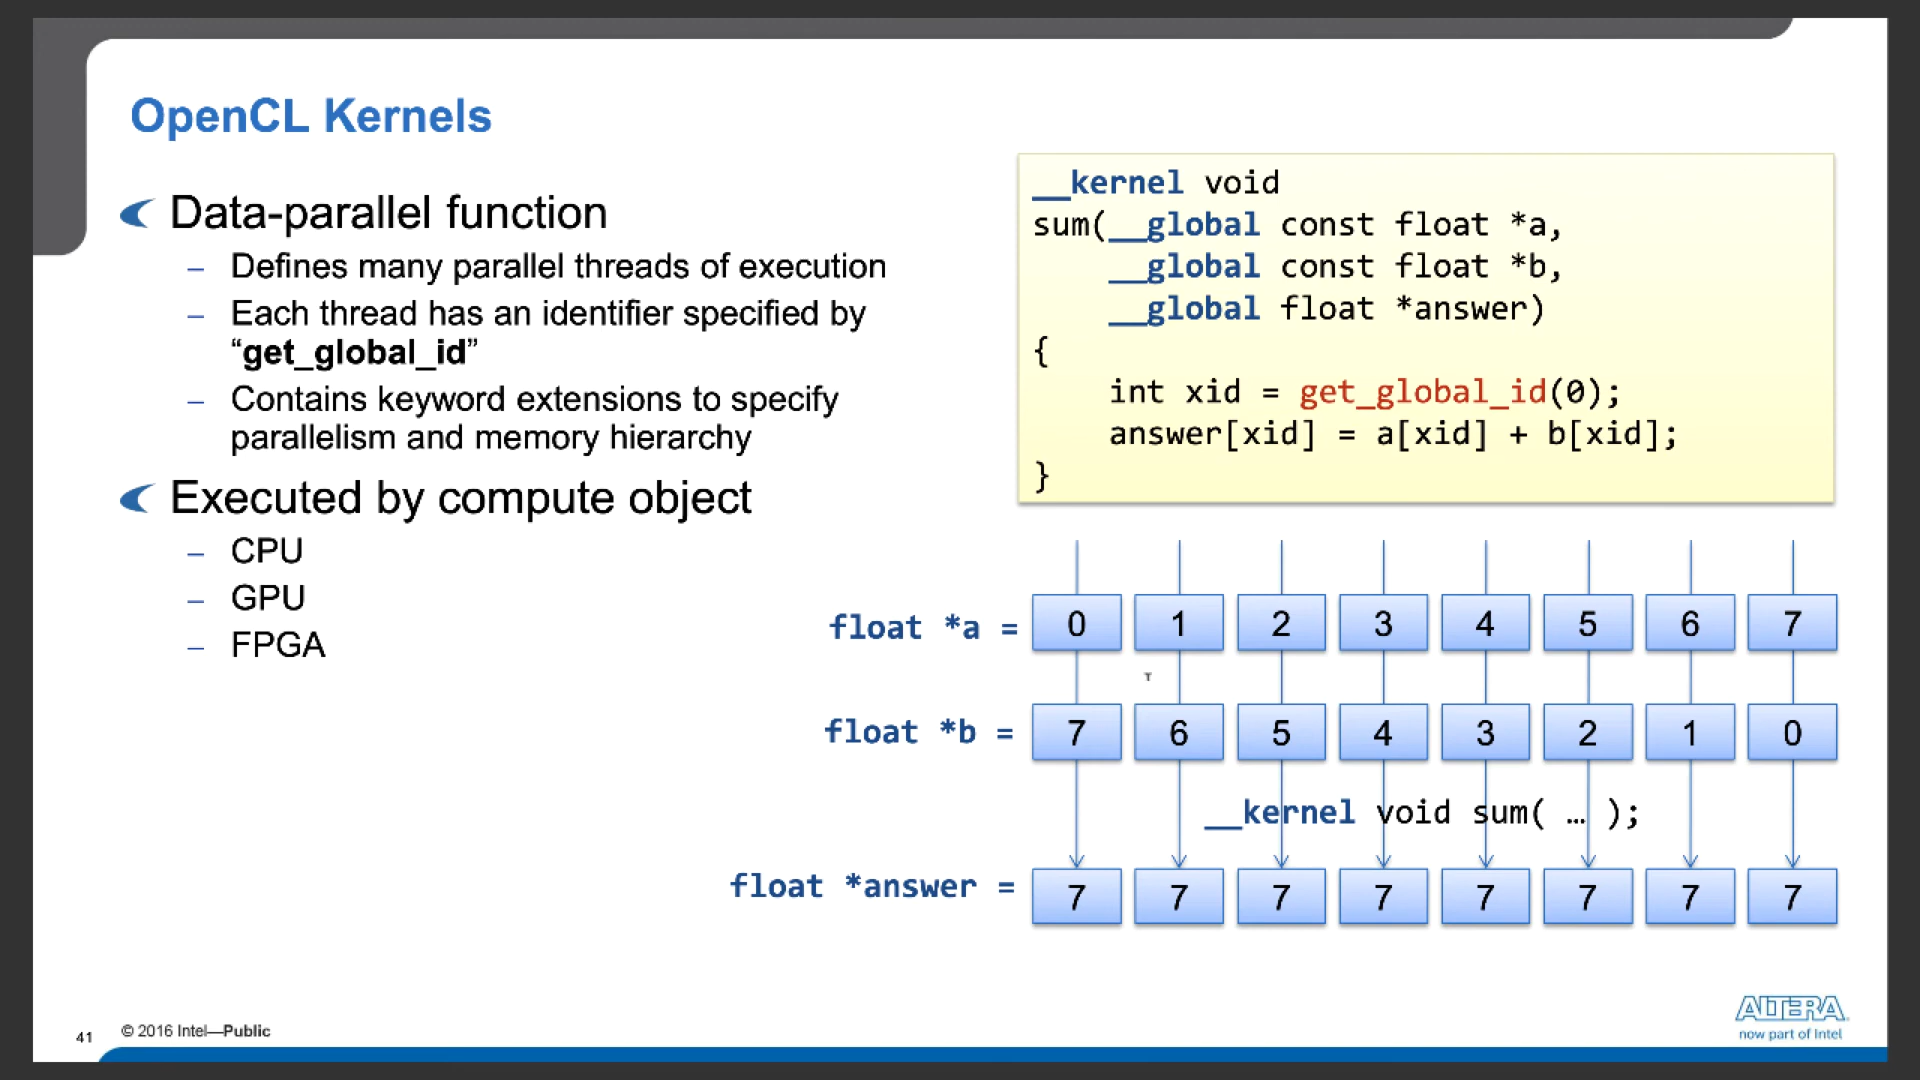 OpenCL Kernels
Data-parallel function
– Defines many parallel threads of execution
– Each thread has an identifier specified by
“get_global_id”
– Contains keyword extensions to specify
parallelism and memory hierarchy
Executed by compute object
– CPU
– GPU
– FPGA
__kernel void
sum(__global const float *a,
__global const float *b,
__global float *answer)
{
int xid = get_global_id(0);
answer[xid] = a[xid] + b[xid];
}
float *a = 0 1 2 3 4 5 6 7
float *b = 7 6 5 4 3 2 1 0
__kernel void sum( … );
float *answer = 7 7 7 7 7 7 7 7
41 © 2016 Intel—Public
ALTERA
now part of Intel